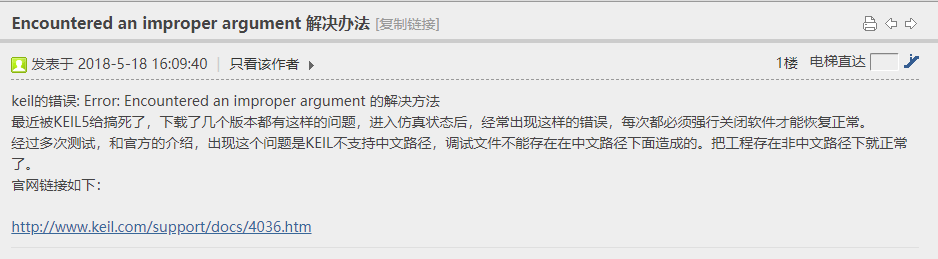 Encountered an improper argument 解决办法 [复制链接]
发表于 2018-5-18 16:09:40 | 只看该作者 1楼 电梯直达
keil的错误: Error: Encountered an improper argument 的解决方法
最近被KEIL5给搞死了，下载了几个版本都有这样的问题，进入仿真状态后，经常出现这样的错误，每次都必须强行关闭软件才能恢复正常。
经过多次测试，和官方的介绍，出现这个问题是KEIL不支持中文路径，调试文件不能存在在中文路径下面造成的。把工程存在非中文路径下就正常
了。
官网链接如下：
http://www.keil.com/support/docs/4036.htm